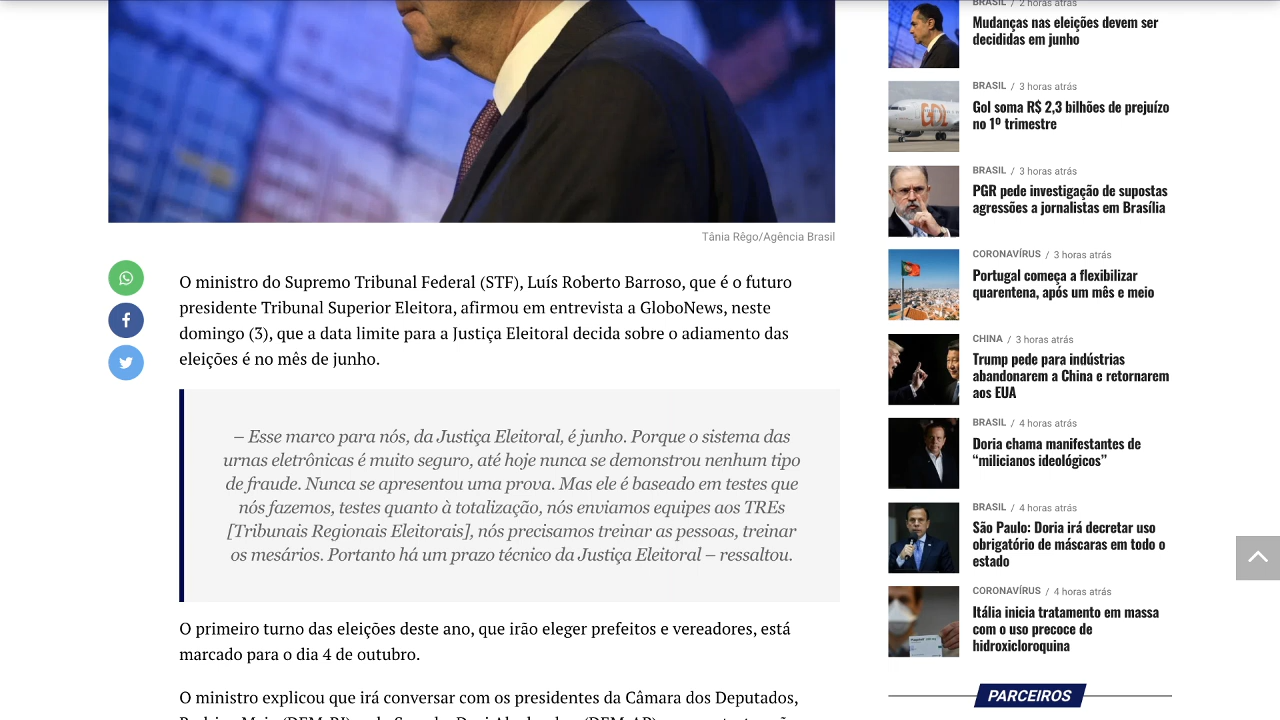 Tânia Rêgo/Agência Brasil
O ministro do Supremo Tribunal Federal (STF), Luís Roberto Barroso, que é o futuro
presidente Tribunal Superior Eleitora, afirmou em entrevista a GloboNews, neste
domingo (3), que a data limite para a Justiça Eleitoral decida sobre o adiamento das
eleições é no mês de junho.
– Esse marco para nós, da Justiça Eleitoral, é junho. Porque o sistema das
urnas eletrônicas é muito seguro, até hoje nunca se demonstrou nenhum tipo
de fraude. Nunca se apresentou uma prova. Mas ele é baseado em testes que
nós fazemos, testes quanto à totalização, nós enviamos equipes aos TREs
[Tribunais Regionais Eleitorais], nós precisamos treinar as pessoas, treinar
os mesários. Portanto há um prazo técnico da Justiça Eleitoral – ressaltou.
O primeiro turno das eleições deste ano, que irão eleger prefeitos e vereadores, está
marcado para o dia 4 de outubro.
O ministro explicou que irá conversar com os presidentes da Câmara dos Deputados,
BRASIL / 2 horas atrás
Mudanças nas eleições devem ser
decididas em junho
BRASIL / 3 horas atrás
Gol soma R$ 2,3 bilhões de prejuízo
no 1º trimestre
GOL
BRASIL / 3 horas atrás
PGR pede investigação de supostas
agressões a jornalistas em Brasília
CORONAVÍRUS / 3 horas atrás
Portugal começa a flexibilizar
quarentena, após um mês e meio
CHINA / 3 horas atrás
Trump pede para indústrias
abandonarem a China e retornarem
aos EUA
BRASIL / 4 horas atrás
Doria chama manifestantes de
“milicianos ideológicos”
BRASIL / 4 horas atrás
São Paulo: Doria irá decretar uso
obrigatório de máscaras em todo o
estado
CORONAVÍRUS / 4 horas atrás
Itália inicia tratamento em massa
com o uso precoce de
hidroxicloroquina
PARCEIROS